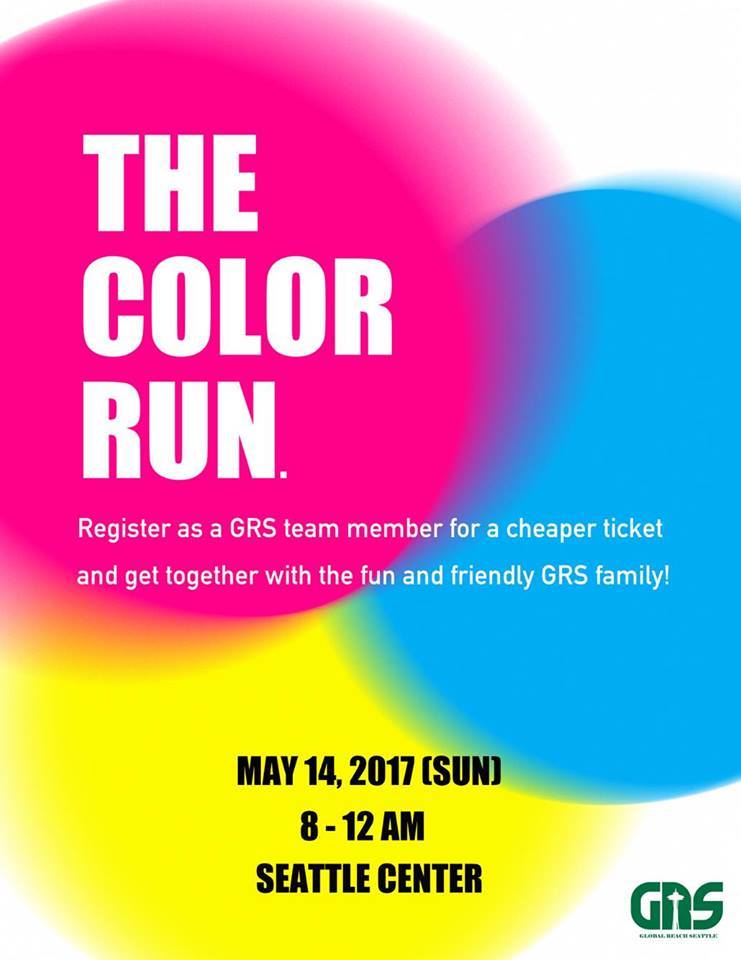 THE
COLOR
RUN.
Register as a GRS team member for a cheaper ticket
and get together with the fun and friendly GRS family!
MAY 14, 2017 (SUN)
8 - 12 AM
SEATTLE CENTER
GRS
GLOBAL REACH SEATTLE